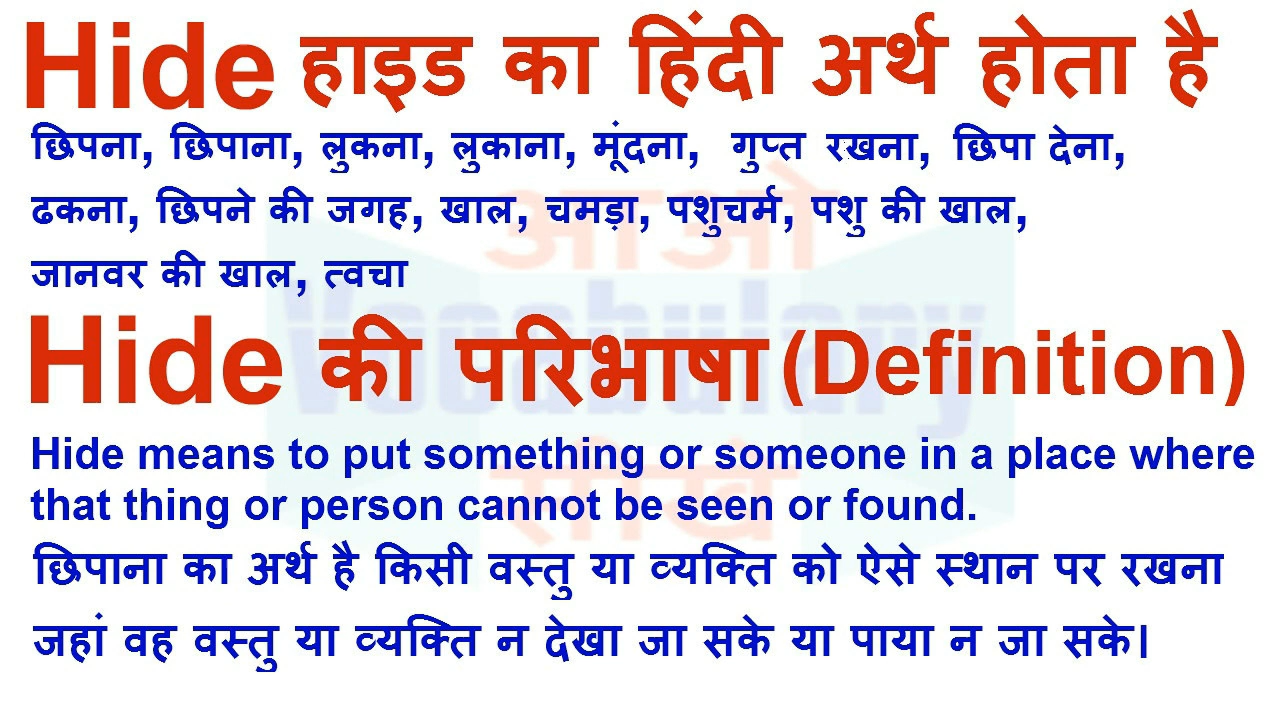 Hide हाइड का हिंदी अर्थ होता है
छिपना, छिपाना, लुकना, लुकाना, मूंदना, गुप्त रखना, छिपा देना,
ढकना, छिपने की जगह, खाल, चमड़ा, पशुचर्म, पशु की खाल,
जानवर की खाल, त्वचा
Hide की परिभाषा (Definition)
Hide means to put something or someone in a place where
that thing or person cannot be seen or found.
छिपाना का अर्थ है किसी वस्तु या व्यक्ति को ऐसे स्थान पर रखना
जहां वह वस्तु या व्यक्ति न देखा जा सके या पाया न जा सके।
आओ
Vocabulary
सीखें